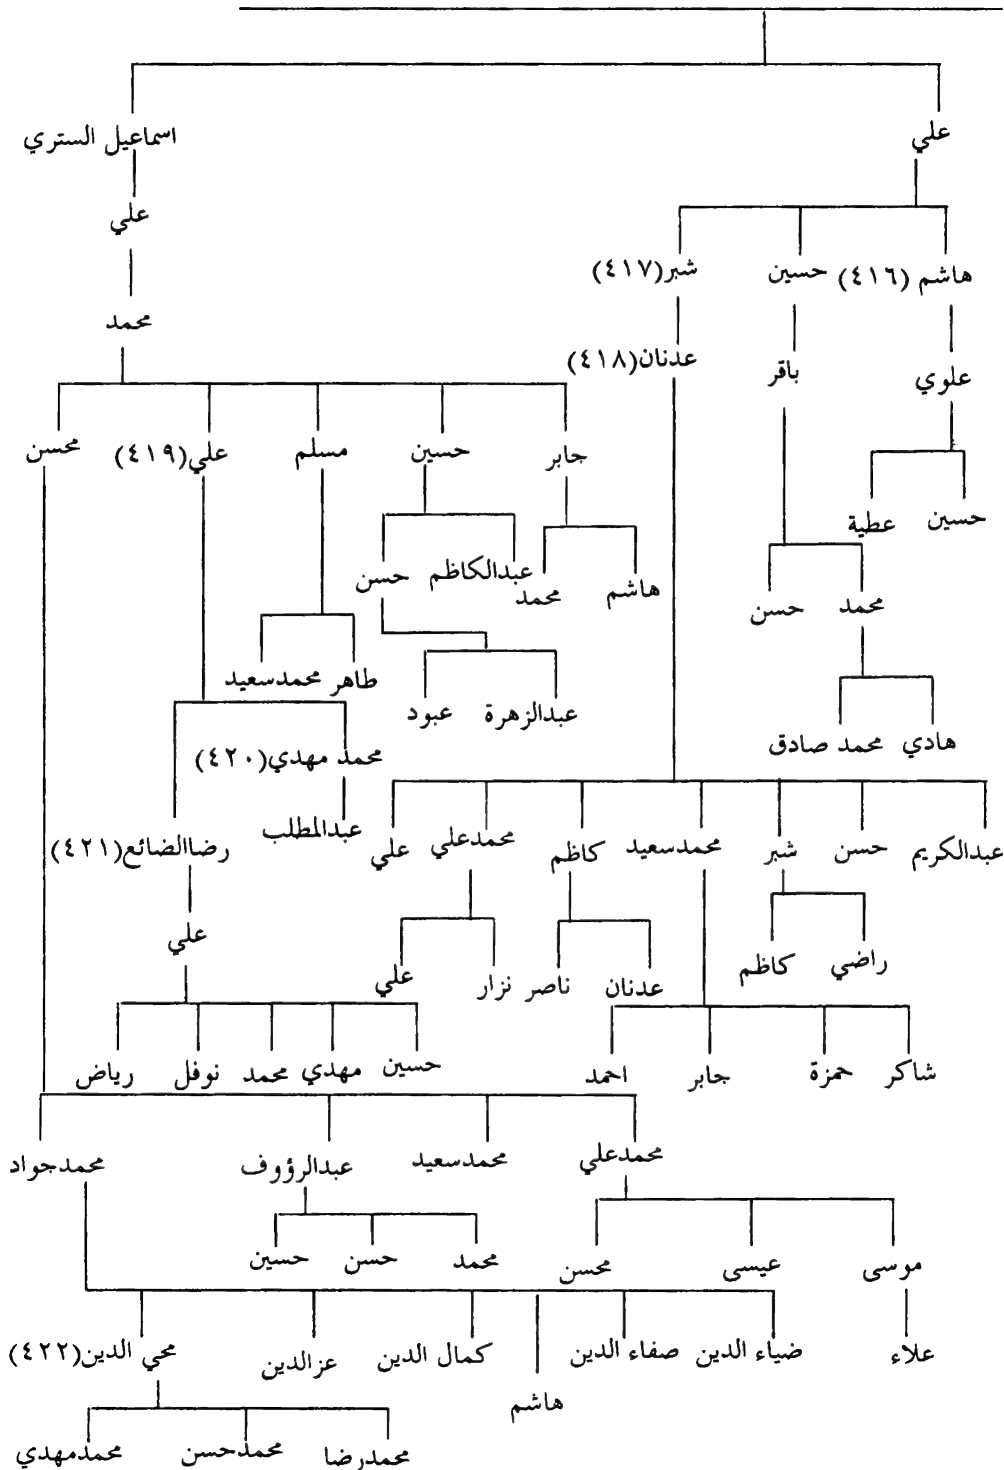 علي اسماعيل الستري
علي
هاشم (٤١٦) حسين شبر(٤١٧)
محمد
علوي باقر عدنان(٤١٨)
جابر حسين مسلم علي(٤١٩) محسن
حسين عطية
هاشم محمد عبدالكاظم حسن
محمد حسن
طاهر محمدسعيد
عبدالزهرة عبود
هادي محمد صادق
محمد مهدي(٤٢٠)
عبدالمطلب
عبدالكريم حسن شبر محمدسعيد كاظم محمدعلي علي
رضاالضائع(٤٢١)
علي
راضي كاظم عدنان ناصر نزار علي
شاكر حمزة جابر احمد حسين مهدي محمد نوفل رياض
محمدعلي محمدسعيد عبدالرؤوف محمدجواد
موسى عيسى محسن محمد حسن حسين
علاء ضياء الدين صفاء الدين كمال الدين عزالدين محي الدين(٤٢٢)
هاشم
محمدرضا محمدحسن محمدمهدي